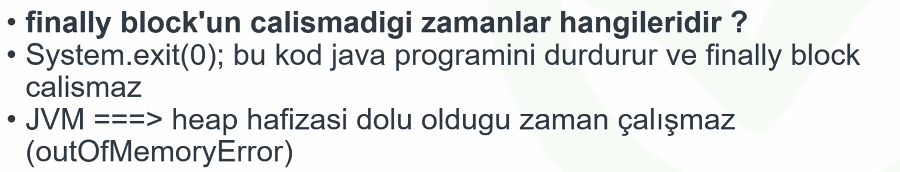 • finally block'un calismadigi zamanlar hangileridir ?
• System.exit(0); bu kod java programini durdurur ve finally block
calismaz
• JVM ===> heap hafizasi dolu oldugu zaman çalışmaz
(outOfMemoryError)